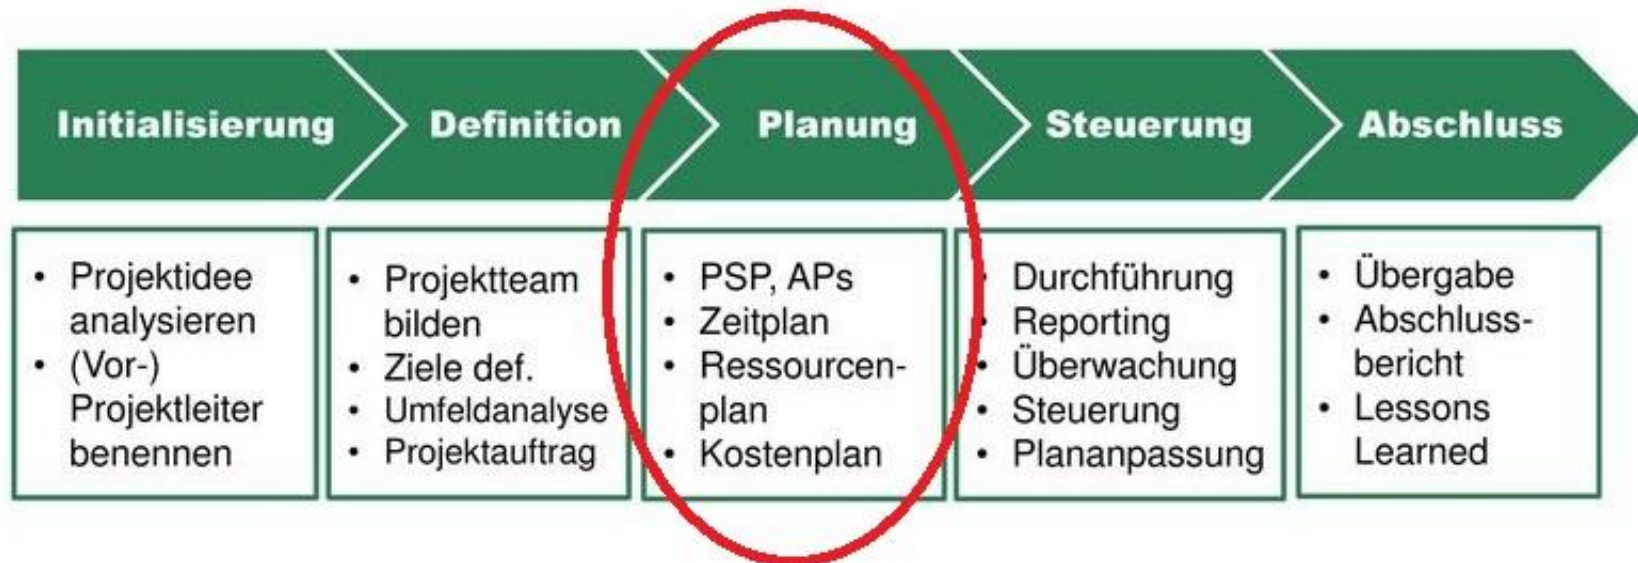 Initialisierung
Definition
Planung
Steuerung
Abschluss
• Projektidee
analysieren
• (Vor-)
Projektleiter
benennen
• Projektteam
bilden
• Ziele def.
• Umfeldanalyse
• Projektauftrag
• PSP, APs
• Zeitplan
• Ressourcen-
plan
• Kostenplan
• Durchführung
• Reporting
• Überwachung
• Steuerung
• Plananpassung
• Übergabe
• Abschluss-
bericht
• Lessons
Learned